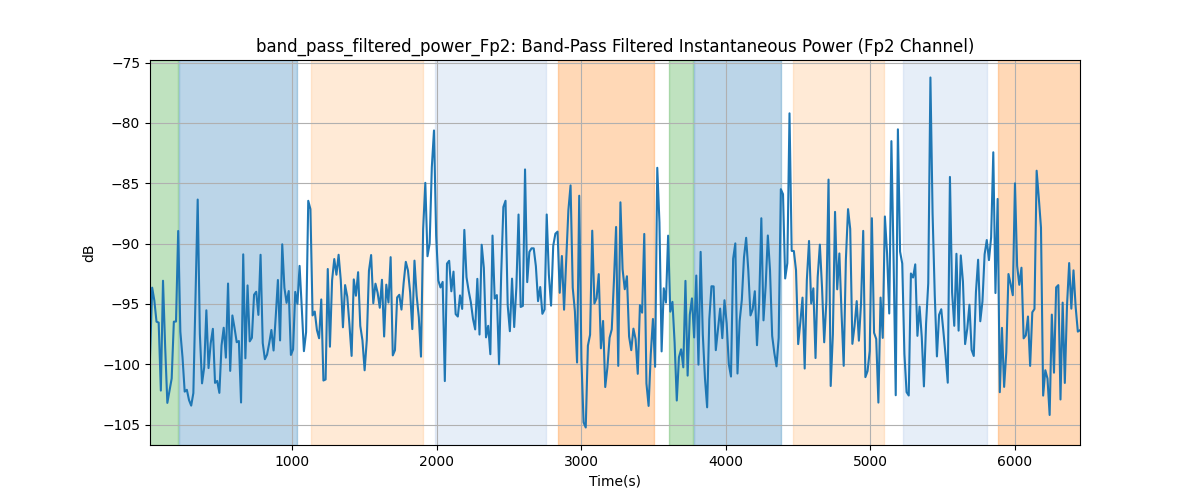 band_pass_filtered_power_Fp2: Band-Pass Filtered Instantaneous Power (Fp2 Channel)
−75
−80
−85
−90
−95
−100
−105
dB
1000 2000 3000 4000 5000 6000
Time(s)